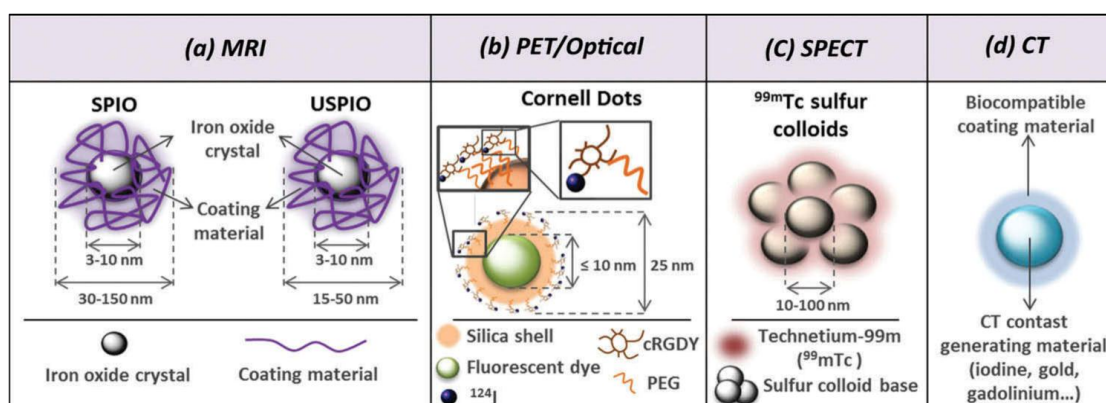 (a) MRI
(b) PET/Optical
(C) SPECT
(d) CT
SPIO
USPIO
Iron oxide
crystal
Coating
material
3-10 nm
3-10 nm
30-150 nm
15-50 nm
Iron oxide crystal
Coating material
Cornell Dots
≤ 10 nm
25 nm
Silica shell
Fluorescent dye
¹²⁴I
cRGDY
PEG
⁹⁹ᵐTc sulfur
colloids
10-100 nm
Technetium-99m
(⁹⁹ᵐTc)
Sulfur colloid base
Biocompatible
coating material
CT contast
generating material
(iodine, gold,
gadolinium...)